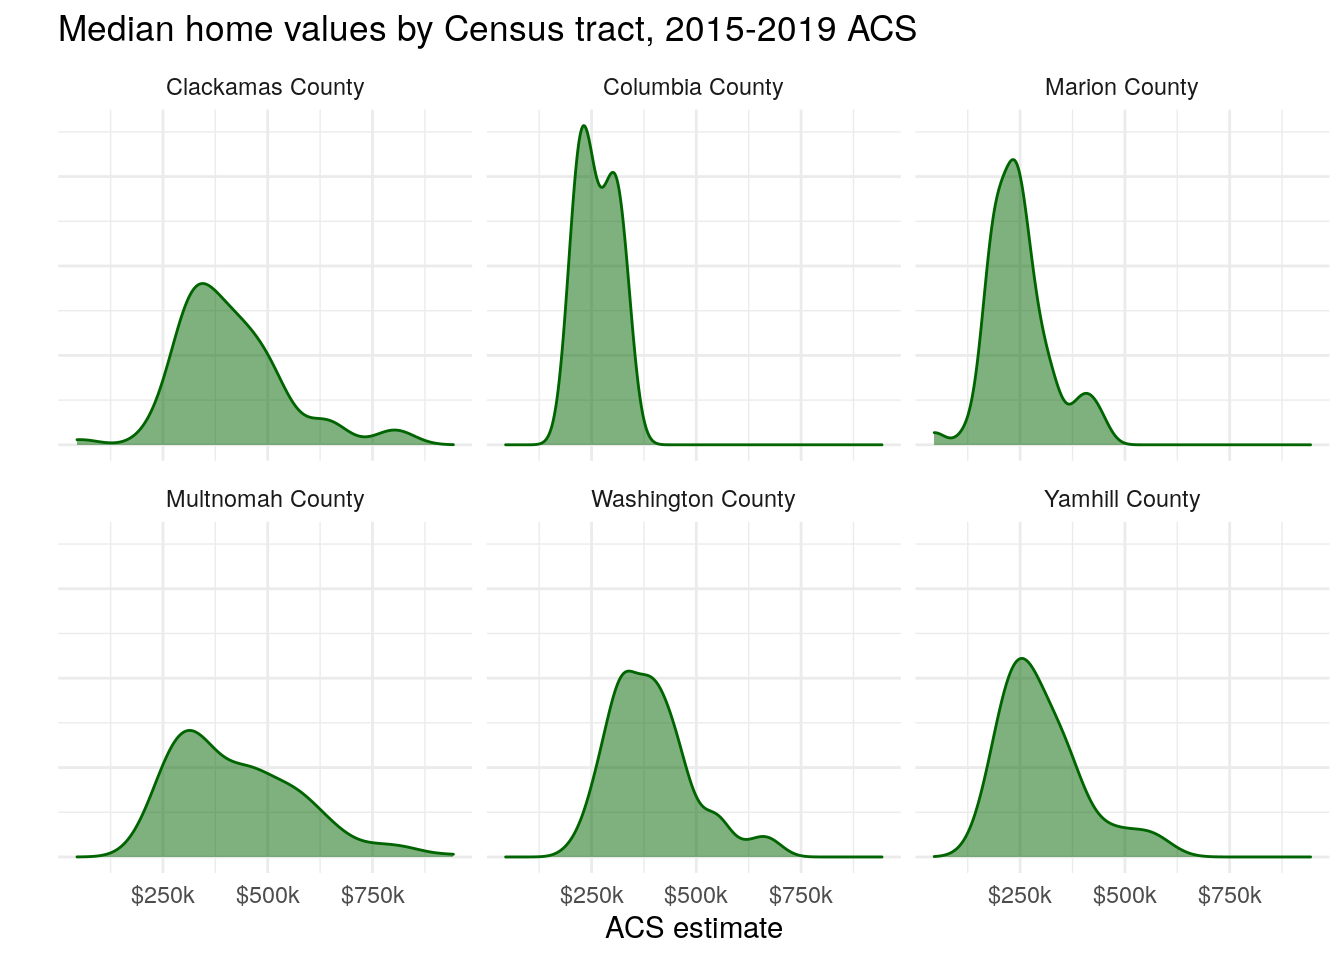 Median home values by Census tract, 2015-2019 ACS
Clackamas County
Columbia County
Marion County
Multnomah County
Washington County
Yamhill County
$250k $500k $750k
$250k $500k $750k
$250k $500k $750k
ACS estimate